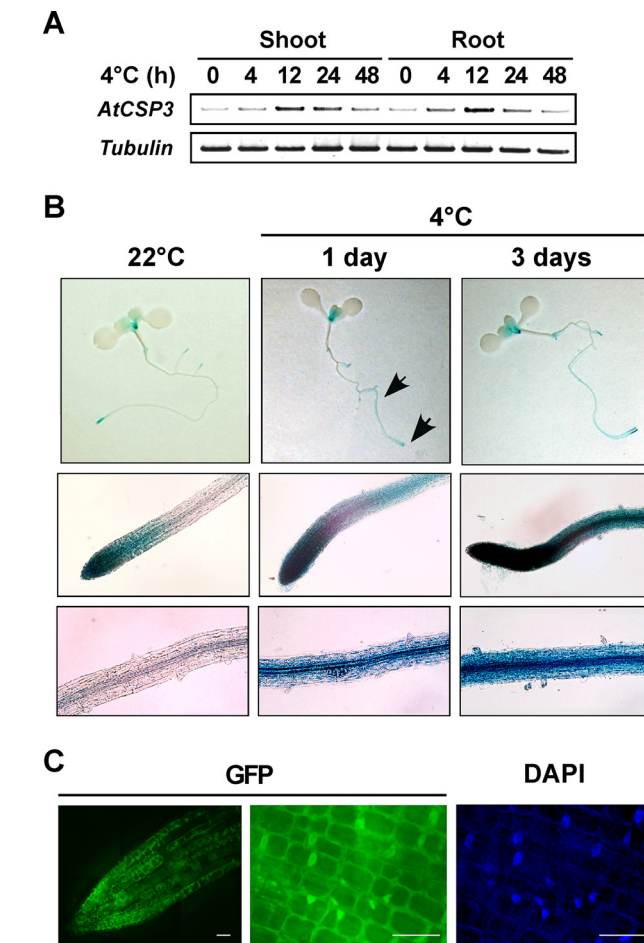 A
Shoot Root
4°C (h) 0 4 12 24 48 0 4 12 24 48
AtCSP3
Tubulin
B
4°C
22°C 1 day 3 days
C
GFP DAPI